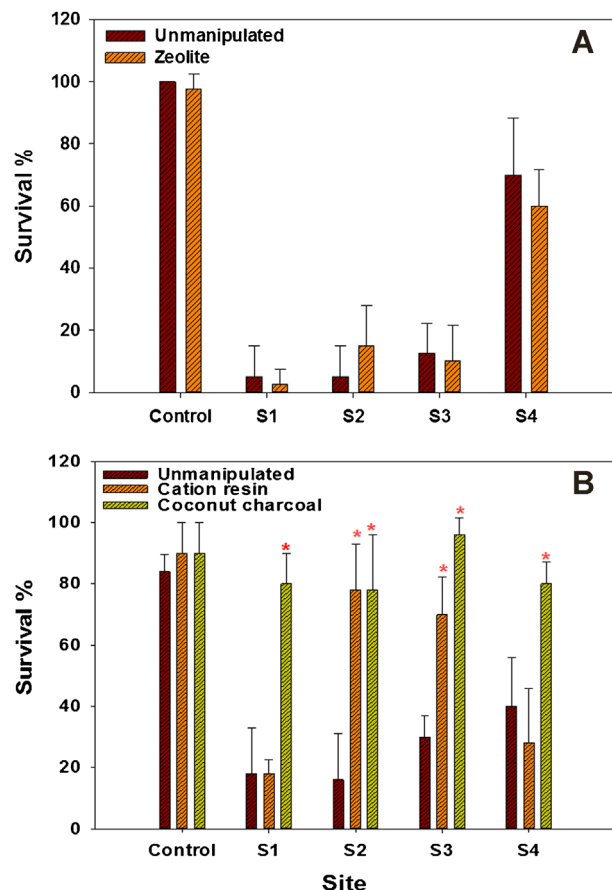 120
Unmanipulated
A
Zeolite
100
80
60
40
20
0
Survival %
Control S1 S2 S3 S4
120
Unmanipulated
B
Cation resin
Coconut charcoal
100
80
60
40
20
0
Survival %
* * * * * *
Control S1 S2 S3 S4
Site